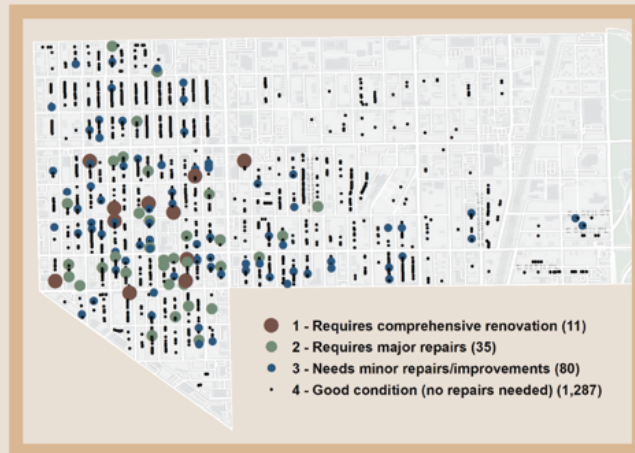 1 - Requires comprehensive renovation (11)
2 - Requires major repairs (35)
3 - Needs minor repairs/improvements (80)
4 - Good condition (no repairs needed) (1,287)